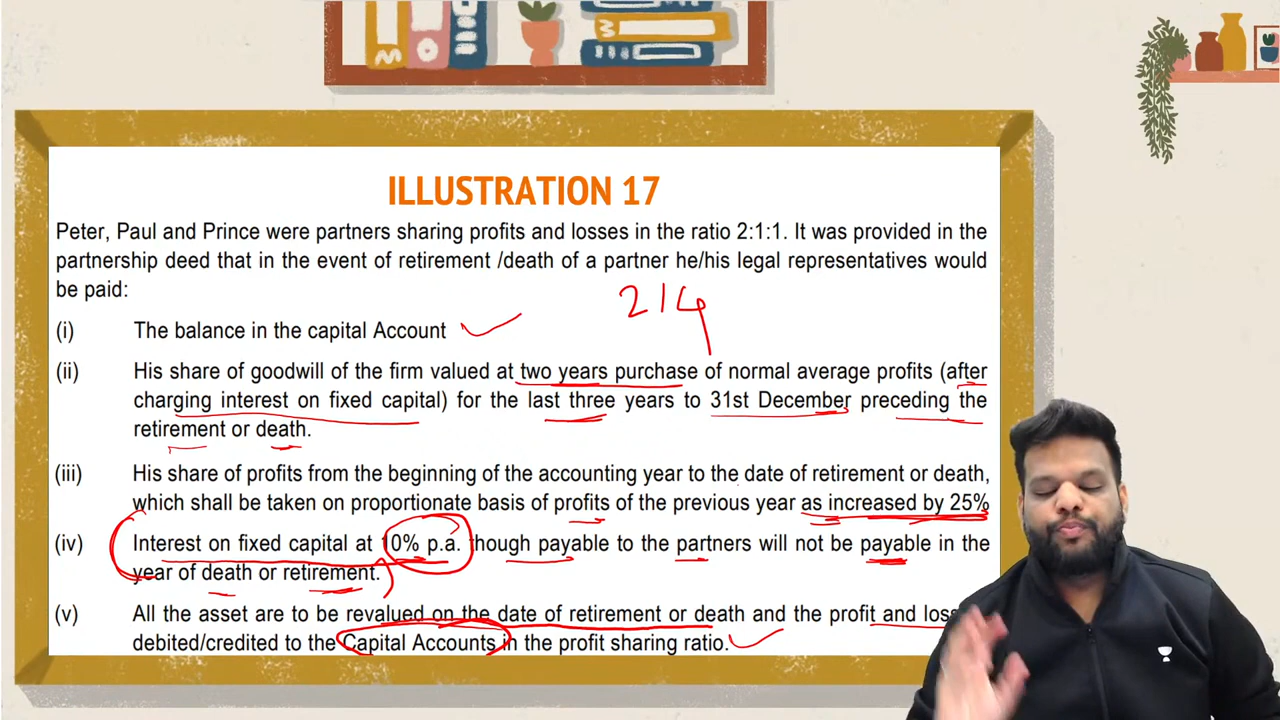 ILLUSTRATION 17
Peter, Paul and Prince were partners sharing profits and losses in the ratio 2:1:1. It was provided in the
partnership deed that in the event of retirement /death of a partner he/his legal representatives would
be paid:
214
(i) The balance in the capital Account
(ii) His share of goodwill of the firm valued at two years purchase of normal average profits (after
charging interest on fixed capital) for the last three years to 31st December preceding the
retirement or death.
(iii) His share of profits from the beginning of the accounting year to the date of retirement or death,
which shall be taken on proportionate basis of profits of the previous year as increased by 25%
(iv) Interest on fixed capital at 10% p.a. though payable to the partners will not be payable in the
year of death or retirement.
(v) All the asset are to be revalued on the date of retirement or death and the profit and
debited/credited to the Capital Accounts in the profit sharing ratio.